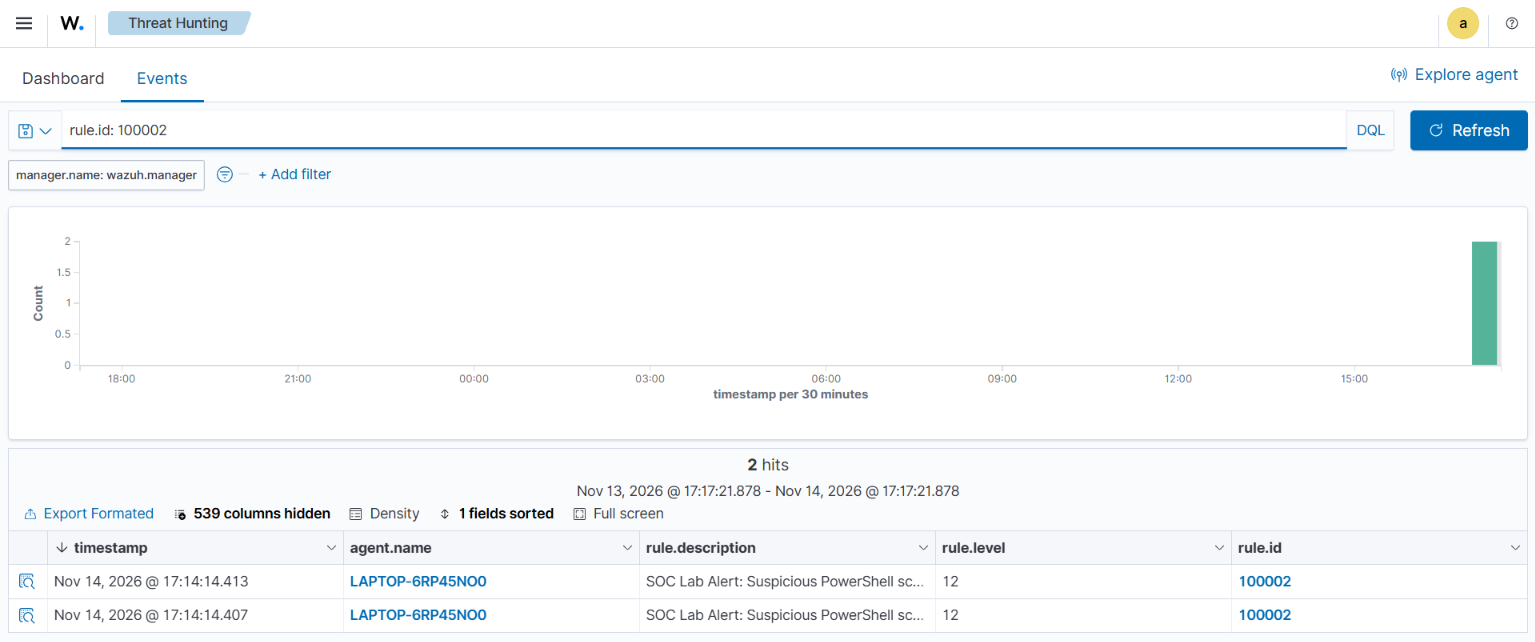 W. Threat Hunting a
Dashboard Events Explore agent
rule.id: 100002 DQL Refresh
manager.name: wazuh.manager + Add filter
2
1.5
1
0.5
0
Count
18:00 21:00 00:00 03:00 06:00 09:00 12:00 15:00
timestamp per 30 minutes
2 hits
Nov 13, 2026 @ 17:17:21.878 - Nov 14, 2026 @ 17:17:21.878
Export Formated 539 columns hidden Density 1 fields sorted Full screen
timestamp agent.name rule.description rule.level rule.id
Nov 14, 2026 @ 17:14:14.413 LAPTOP-6RP45NO0 SOC Lab Alert: Suspicious PowerShell sc... 12 100002
Nov 14, 2026 @ 17:14:14.407 LAPTOP-6RP45NO0 SOC Lab Alert: Suspicious PowerShell sc... 12 100002